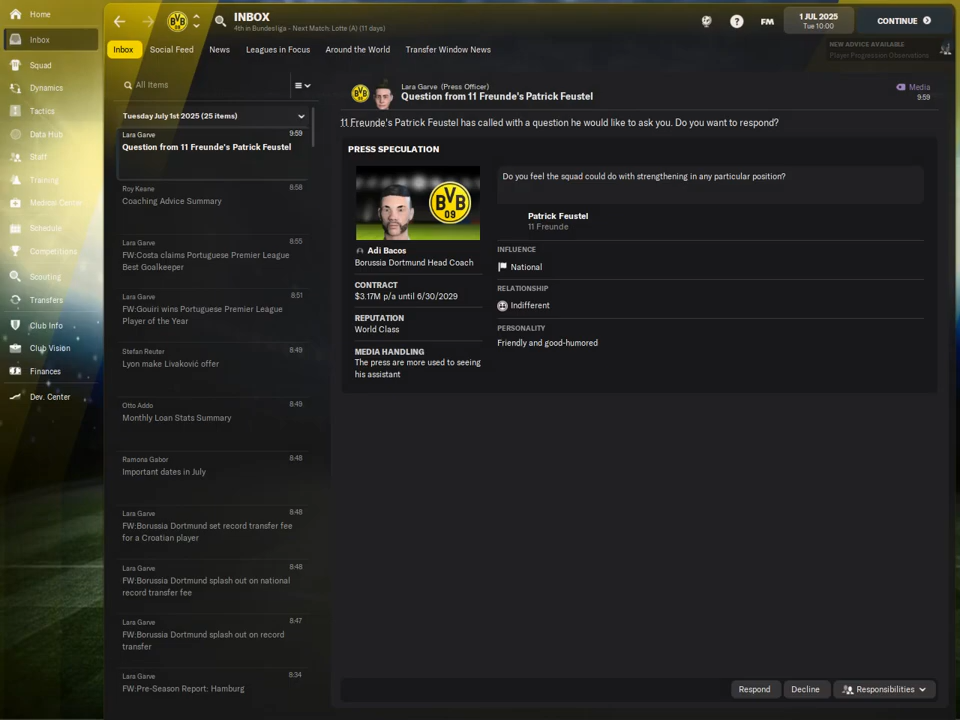 Home
Inbox
Squad
Dynamics
Tactics
Data Hub
Staff
Training
Medical Center
Schedule
Competitions
Scouting
Transfers
Club Info
Club Vision
Finances
Dev. Center
BVB
09
INBOX
4th in Bundesliga - Next Match: Lotte (A) (11 days)
?
FM
1 JUL 2025
Tue 10:00
CONTINUE
Inbox
Social Feed
News
Leagues in Focus
Around the World
Transfer Window News
NEW ADVICE AVAILABLE
Player Progression Observations
All Items
Tuesday July 1st 2025 (25 items)
Lara Garve 9:59
Question from 11 Freunde's Patrick Feustel
Roy Keane 8:58
Coaching Advice Summary
Lara Garve 8:55
FW:Costa claims Portuguese Premier League
Best Goalkeeper
Lara Garve 8:51
FW:Gouiri wins Portuguese Premier League
Player of the Year
Stefan Reuter 8:49
Lyon make Livaković offer
Otto Addo 8:49
Monthly Loan Stats Summary
Ramona Gabor 8:48
Important dates in July
Lara Garve 8:48
FW:Borussia Dortmund set record transfer fee
for a Croatian player
Lara Garve 8:48
FW:Borussia Dortmund splash out on national
record transfer fee
Lara Garve 8:47
FW:Borussia Dortmund splash out on record
transfer
Lara Garve 8:34
FW:Pre-Season Report: Hamburg
Lara Garve (Press Officer)
Question from 11 Freunde's Patrick Feustel
Media
9:59
11 Freunde's Patrick Feustel has called with a question he would like to ask you. Do you want to respond?
PRESS SPECULATION
BVB
09
Adi Bacos
Borussia Dortmund Head Coach
CONTRACT
$3.17M p/a until 6/30/2029
REPUTATION
World Class
MEDIA HANDLING
The press are more used to seeing
his assistant
Do you feel the squad could do with strengthening in any particular position?
Patrick Feustel
11 Freunde
INFLUENCE
National
RELATIONSHIP
Indifferent
PERSONALITY
Friendly and good-humored
Respond
Decline
Responsibilities